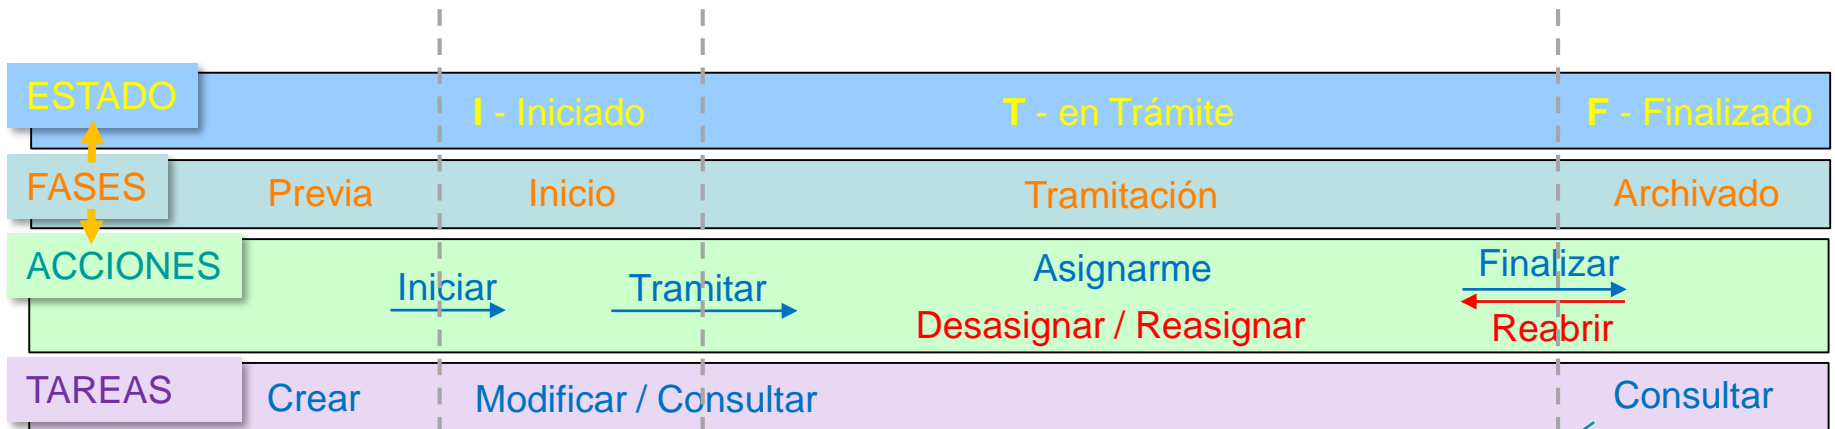 ESTADO
I - Iniciado T - en Trámite F - Finalizado
FASES Previa Inicio Tramitación Archivado
ACCIONES
Iniciar Tramitar Asignarme Finalizar
Desasignar / Reasignar Reabrir
TAREAS Crear Modificar / Consultar Consultar